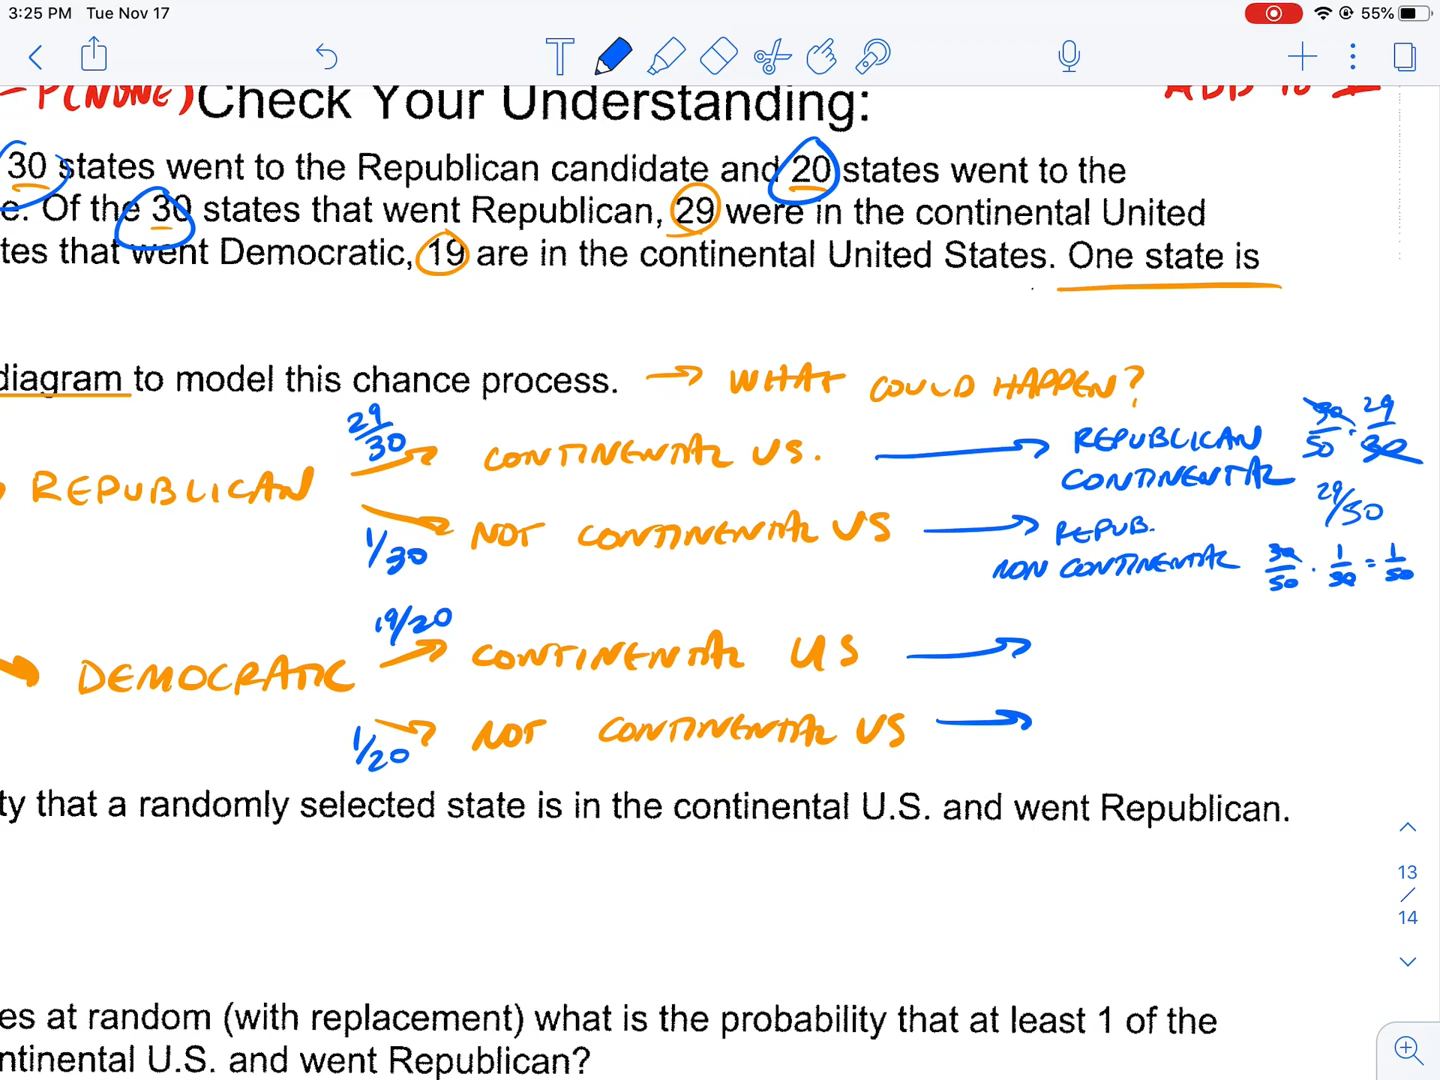 3:25 PM Tue Nov 17 55%
T
- P(NONE) Check Your Understanding:
30 states went to the Republican candidate and 20 states went to the
e. Of the 30 states that went Republican, 29 were in the continental United
tes that went Democratic, 19 are in the continental United States. One state is
diagram to model this chance process. → WHAT COULD HAPPEN?
29/30 CONTINENTAL US. → REPUBLICAN CONTINENTAL 30/50 · 29/30
REPUBLICAN 29/50
1/30 NOT CONTINENTAL US → REPUB.
NON CONTINENTAL 30/50 · 1/30 = 1/50
19/20 CONTINENTAL US →
DEMOCRATIC
1/20 NOT CONTINENTAL US →
ty that a randomly selected state is in the continental U.S. and went Republican.
13
/
14
es at random (with replacement) what is the probability that at least 1 of the
ntinental U.S. and went Republican?